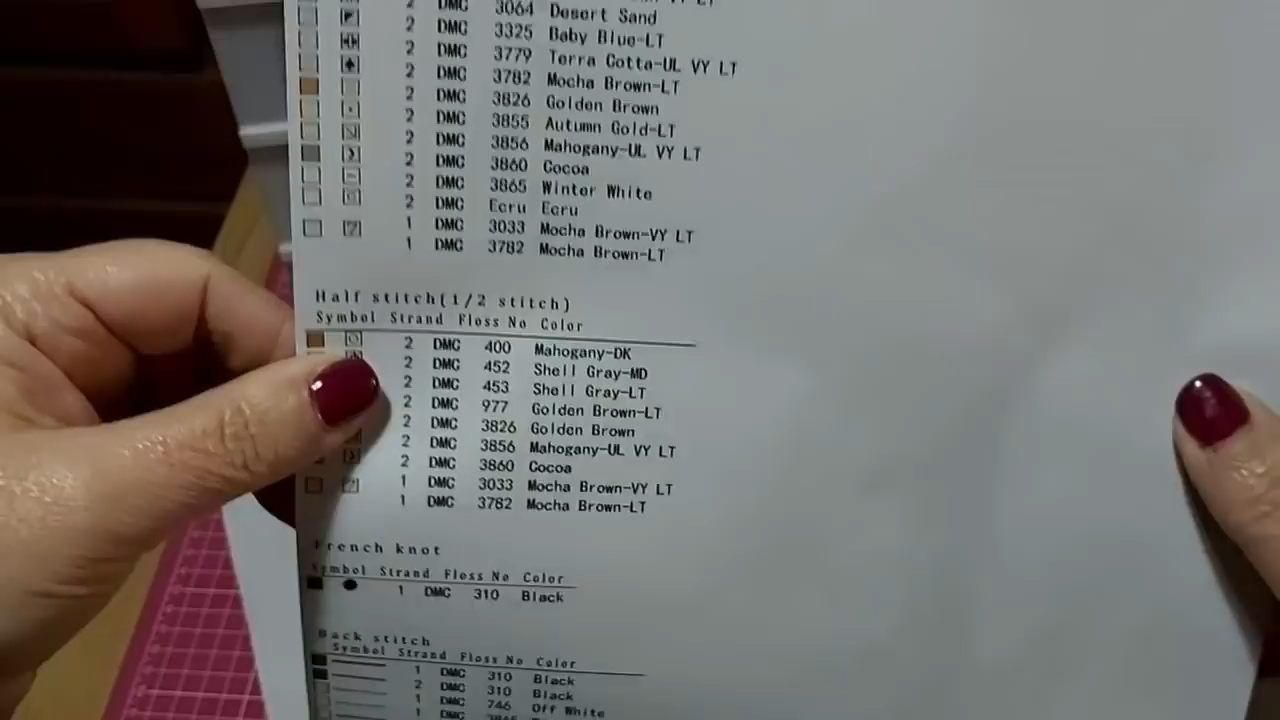 2 DMC 3064 Desert Sand
2 DMC 3325 Baby Blue-LT
2 DMC 3779 Terra Cotta-UL VY LT
2 DMC 3782 Mocha Brown-LT
2 DMC 3826 Golden Brown
2 DMC 3855 Autumn Gold-LT
2 DMC 3856 Mahogany-UL VY LT
2 DMC 3860 Cocoa
2 DMC 3865 Winter White
2 DMC Ecru Ecru
1 DMC 3033 Mocha Brown-VY LT
1 DMC 3782 Mocha Brown-LT
Half stitch(1/2 stitch)
Symbol Strand Floss No Color
2 DMC 400 Mahogany-DK
2 DMC 452 Shell Gray-MD
2 DMC 453 Shell Gray-LT
2 DMC 977 Golden Brown-LT
2 DMC 3826 Golden Brown
2 DMC 3856 Mahogany-UL VY LT
2 DMC 3860 Cocoa
1 DMC 3033 Mocha Brown-VY LT
1 DMC 3782 Mocha Brown-LT
French knot
Symbol Strand Floss No Color
1 DMC 310 Black
Back stitch
Symbol Strand Floss No Color
1 DMC 310 Black
2 DMC 310 Black
1 DMC 746 Off White
1 DMC